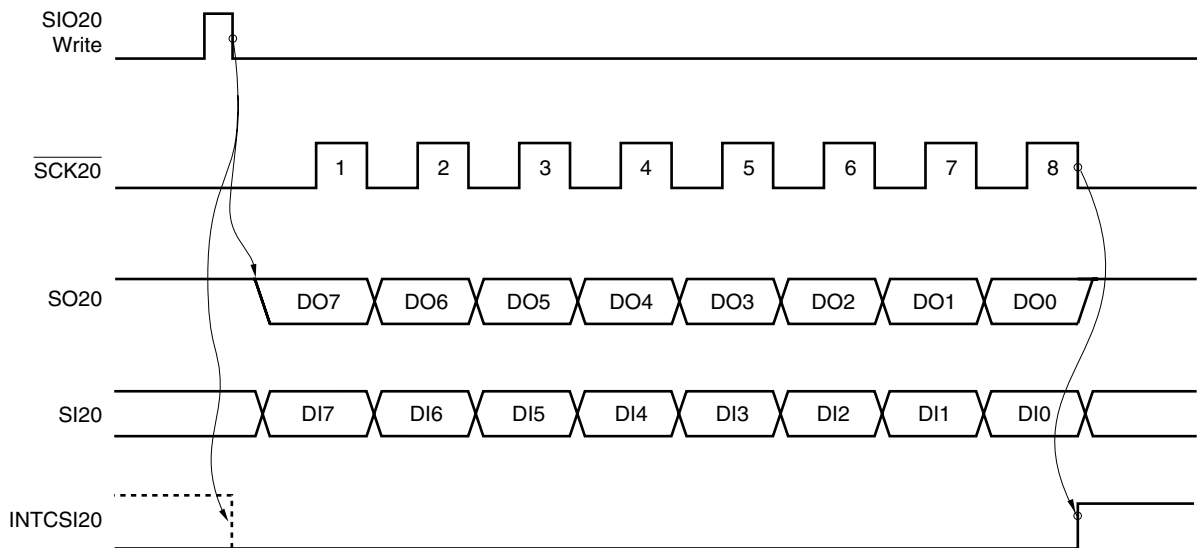 SIO20
Write
SCK20
1 2 3 4 5 6 7 8
SO20
DO7 DO6 DO5 DO4 DO3 DO2 DO1 DO0
SI20
DI7 DI6 DI5 DI4 DI3 DI2 DI1 DI0
INTCSI20